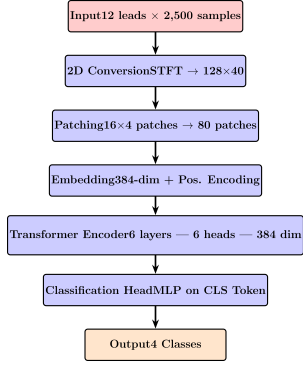 Input12 leads × 2,500 samples
2D ConversionSTFT → 128×40
Patching16×4 patches → 80 patches
Embedding384-dim + Pos. Encoding
Transformer Encoder6 layers — 6 heads — 384 dim
Classification HeadMLP on CLS Token
Output4 Classes